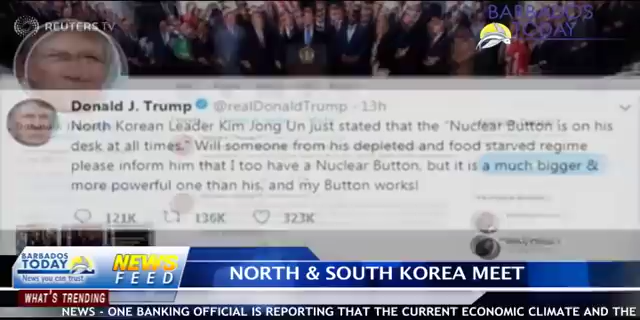 REUTERS TV
BARBADOS
TODAY
Donald J. Trump @realDonaldTrump · 13h
North Korean Leader Kim Jong Un just stated that the "Nuclear Button is on his
desk at all times." Will someone from his depleted and food starved regime
please inform him that I too have a Nuclear Button, but it is a much bigger &
more powerful one than his, and my Button works!
121K 136K 323K
BARBADOS
TODAY
News you can trust
NEWS
FEED
NORTH & SOUTH KOREA MEET
WHAT'S TRENDING
NEWS - ONE BANKING OFFICIAL IS REPORTING THAT THE CURRENT ECONOMIC CLIMATE AND THE